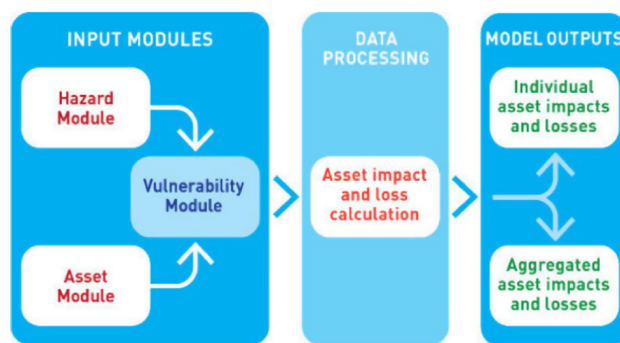 INPUT MODULES
Hazard
Module
Vulnerability
Module
Asset
Module
DATA
PROCESSING
Asset impact
and loss
calculation
MODEL OUTPUTS
Individual
asset impacts
and losses
Aggregated
asset impacts
and losses